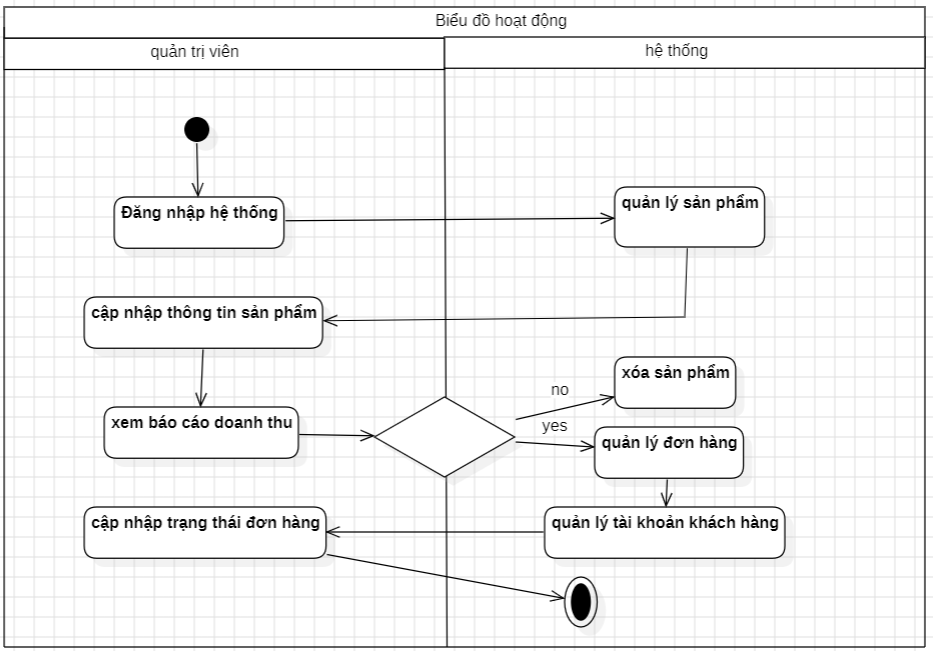 Biểu đồ hoạt động
quản trị viên
hệ thống
Đăng nhập hệ thống
quản lý sản phẩm
cập nhập thông tin sản phẩm
xóa sản phẩm
no
xem báo cáo doanh thu
yes
quản lý đơn hàng
cập nhập trạng thái đơn hàng
quản lý tài khoản khách hàng